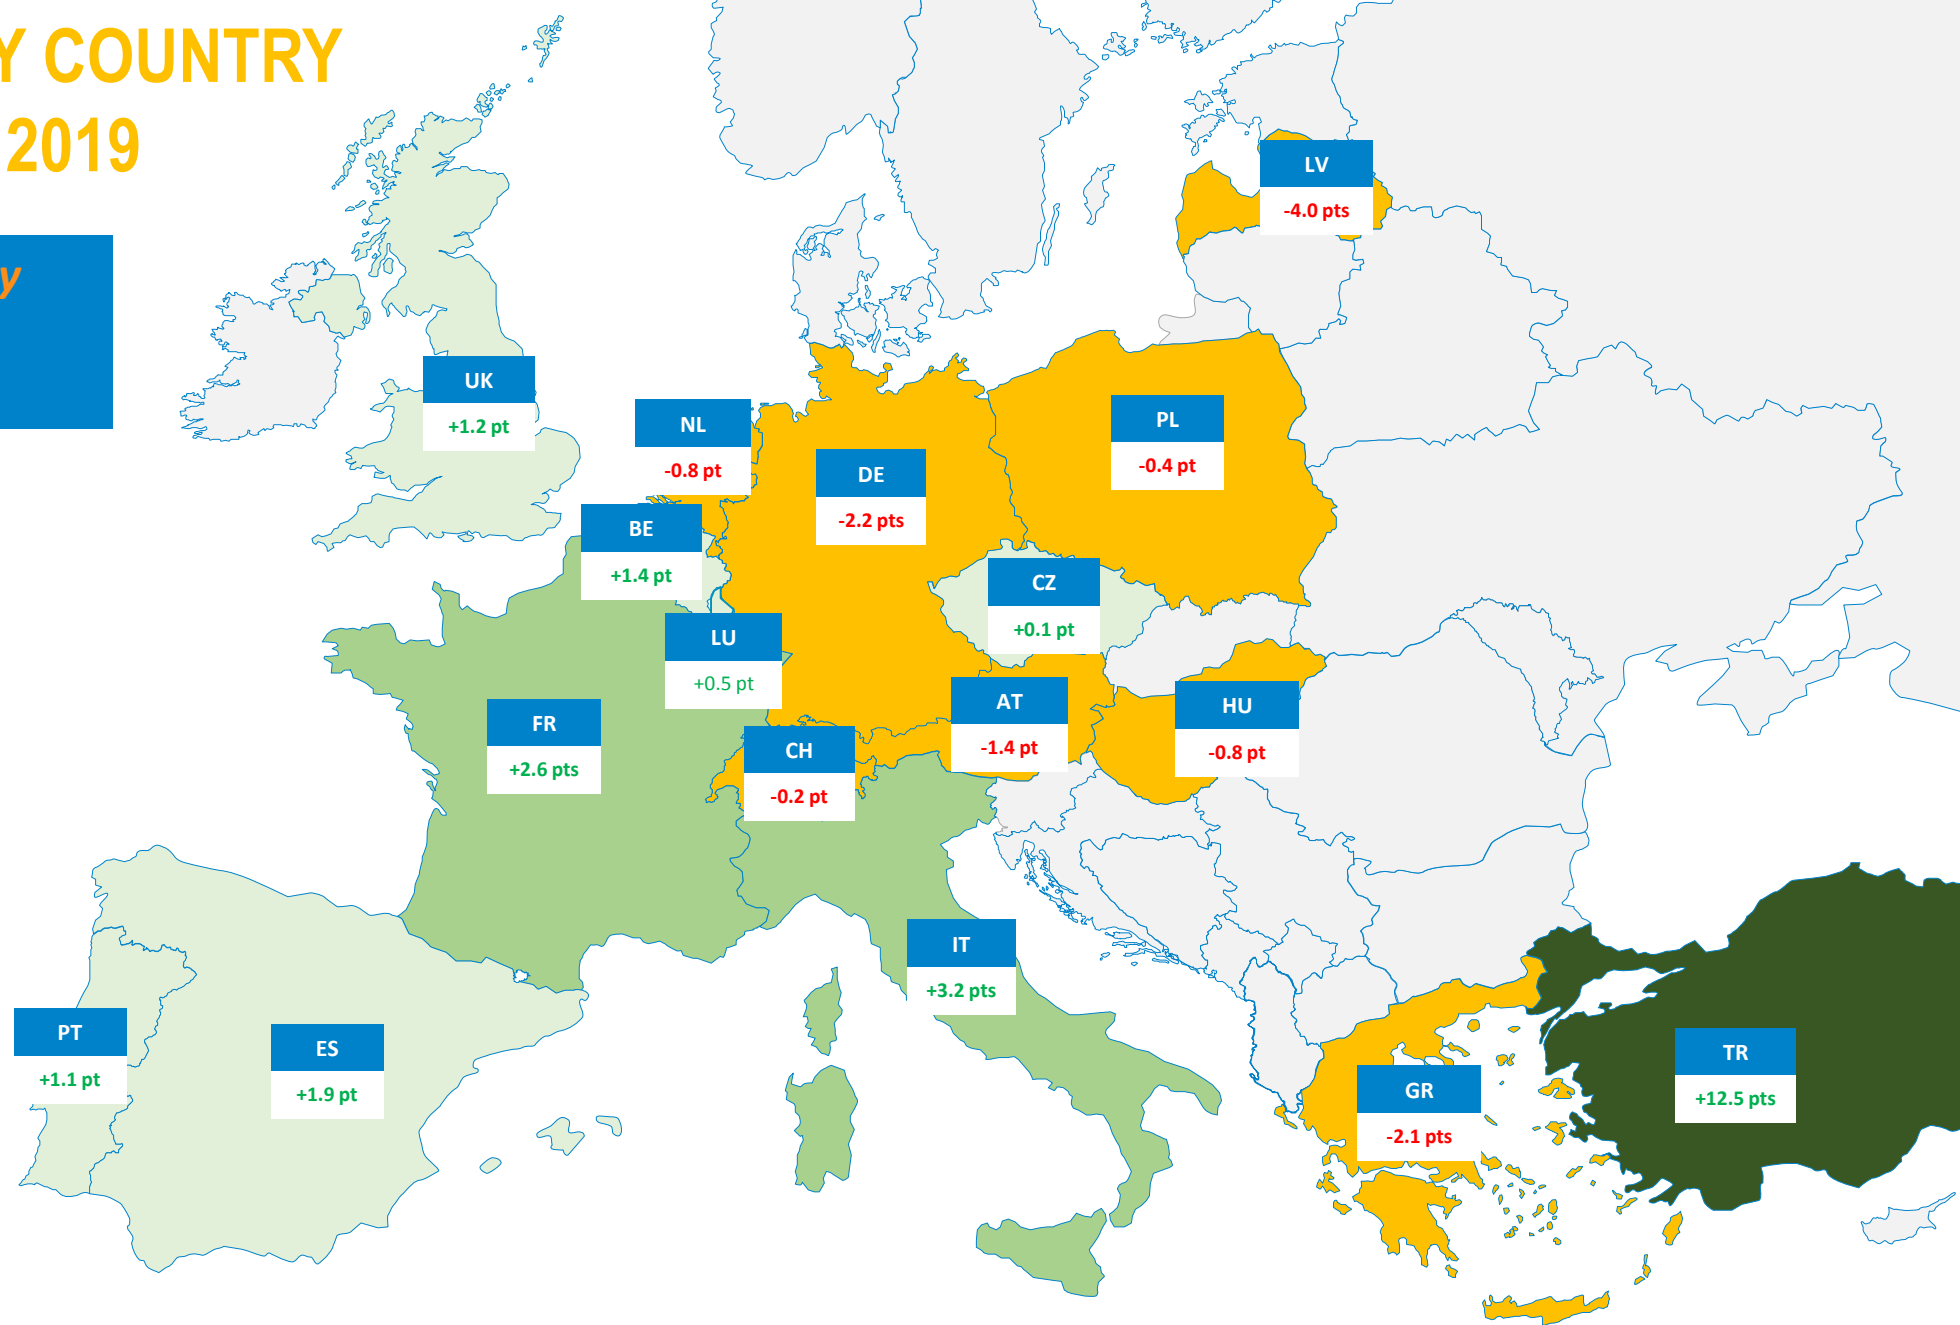 Y COUNTRY
2019
y
LV
-4.0 pts
UK
+1.2 pt
NL
-0.8 pt
PL
-0.4 pt
DE
-2.2 pts
BE
+1.4 pt
CZ
+0.1 pt
LU
+0.5 pt
AT
-1.4 pt
HU
-0.8 pt
FR
+2.6 pts
CH
-0.2 pt
IT
+3.2 pts
PT
+1.1 pt
ES
+1.9 pt
TR
+12.5 pts
GR
-2.1 pts